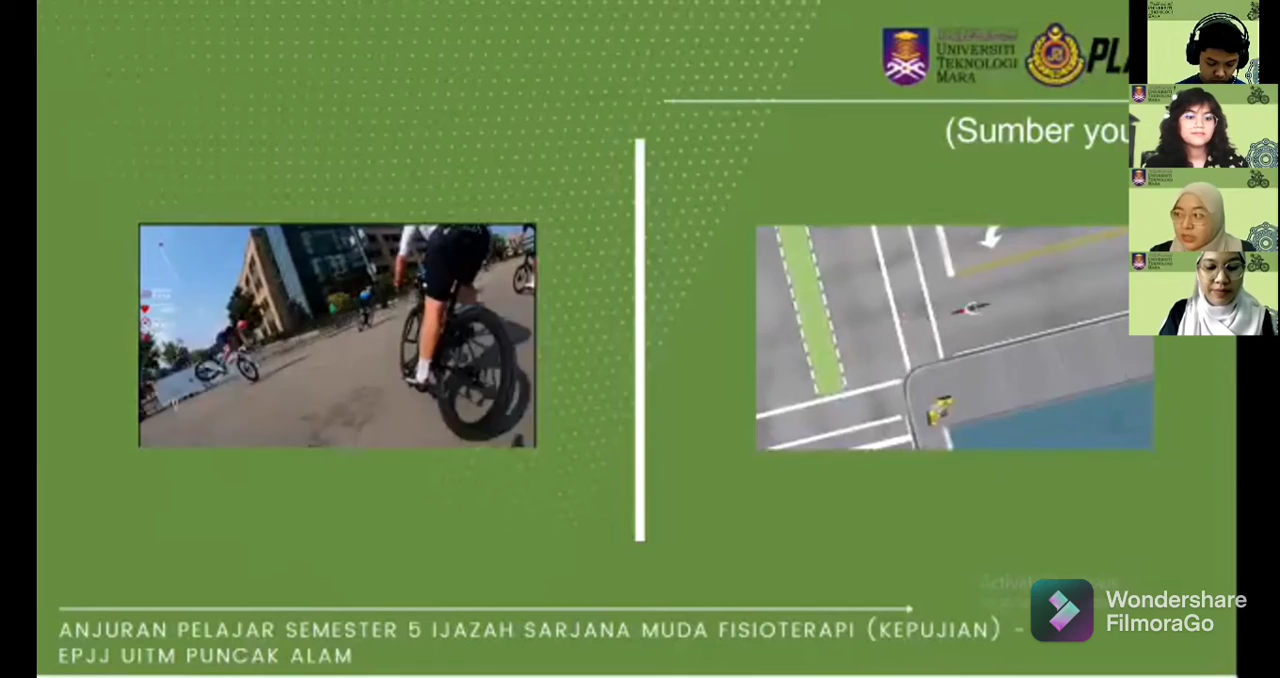 UNIVERSITI
TEKNOLOGI
MARA
(Sumber you
Wondershare
FilmoraGo
ANJURAN PELAJAR SEMESTER 5 IJAZAH SARJANA MUDA FISIOTERAPI (KEPUJIAN) -
EPJJ UITM PUNCAK ALAM